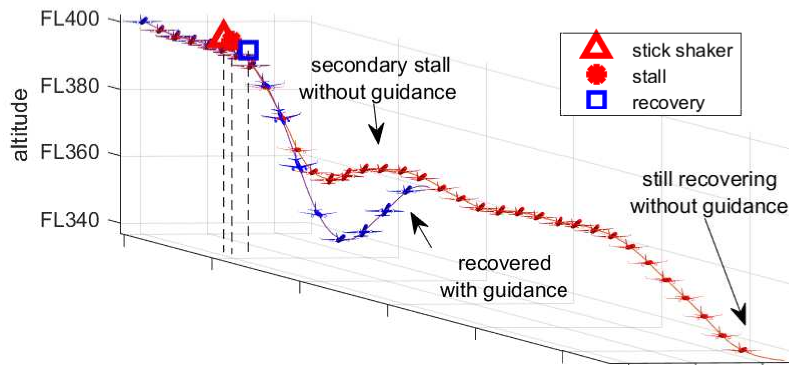 FL400
FL380
FL360
FL340
altitude
stick shaker
stall
recovery
secondary stall
without guidance
still recovering
without guidance
recovered
with guidance